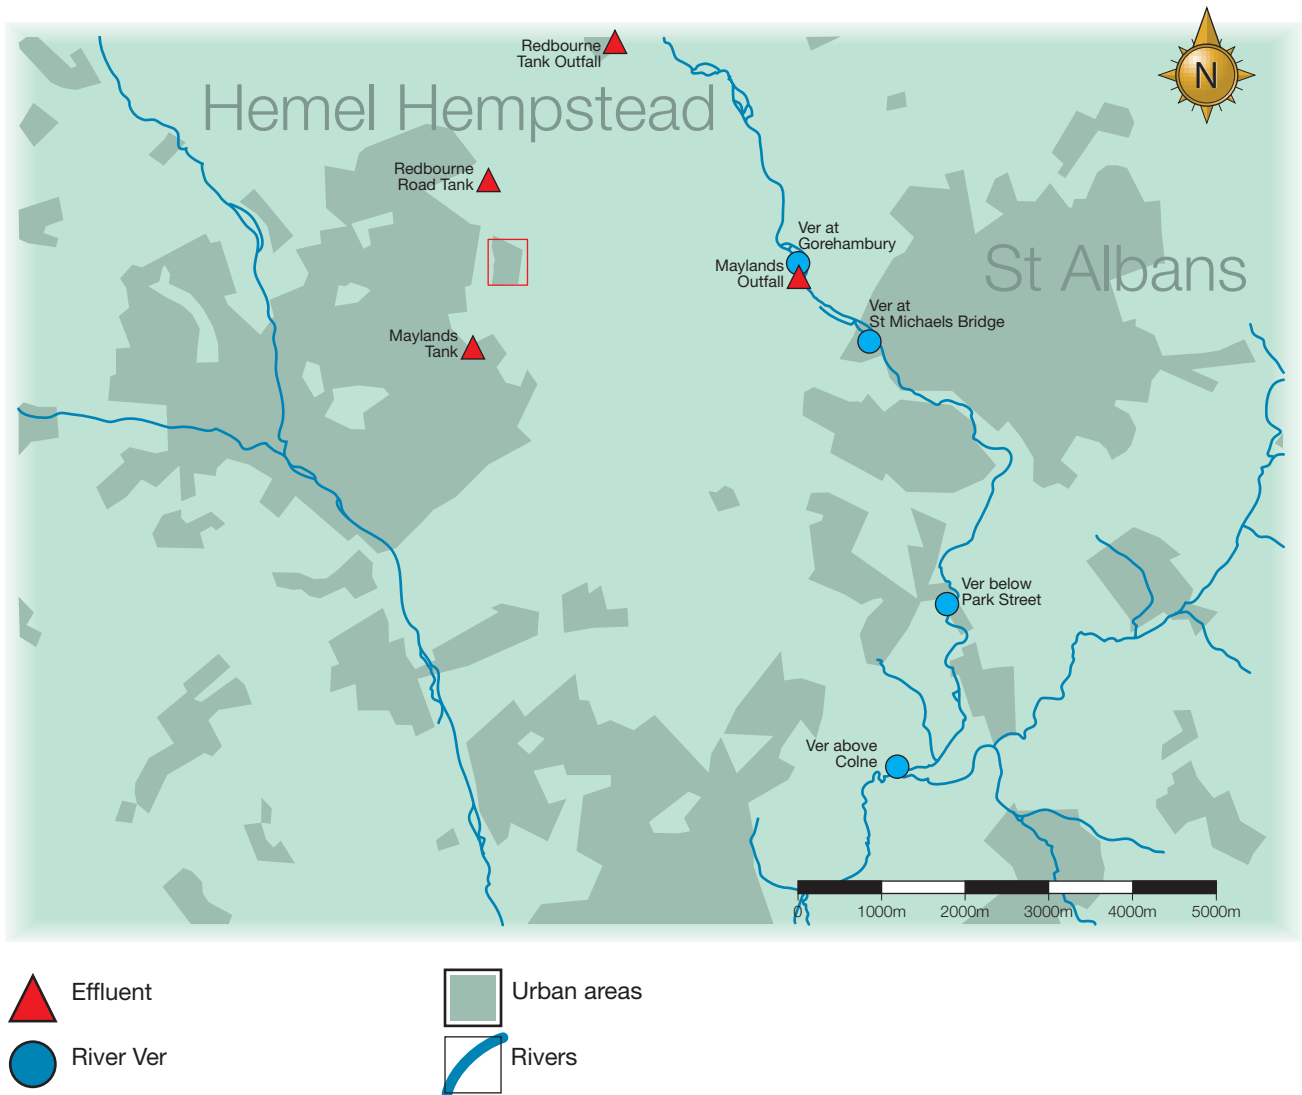 Redbourne
Tank Outfall
N
Hemel Hempstead
Redbourne
Road Tank
Ver at
Gorehambury
Maylands
Outfall
St Albans
Ver at
St Michaels Bridge
Maylands
Tank
Ver below
Park Street
Ver above
Colne
0 1000m 2000m 3000m 4000m 5000m
Effluent
Urban areas
River Ver
Rivers